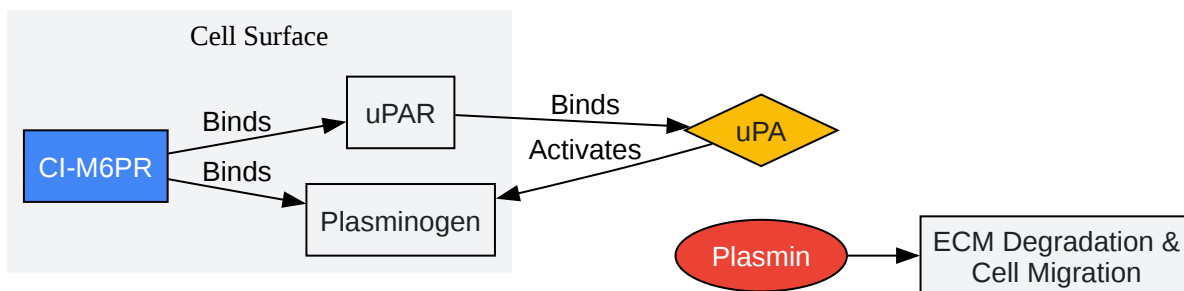 Cell Surface
CI-M6PR
Binds
Binds
uPAR
Plasminogen
Binds
Activates
uPA
Plasmin
ECM Degradation &
Cell Migration